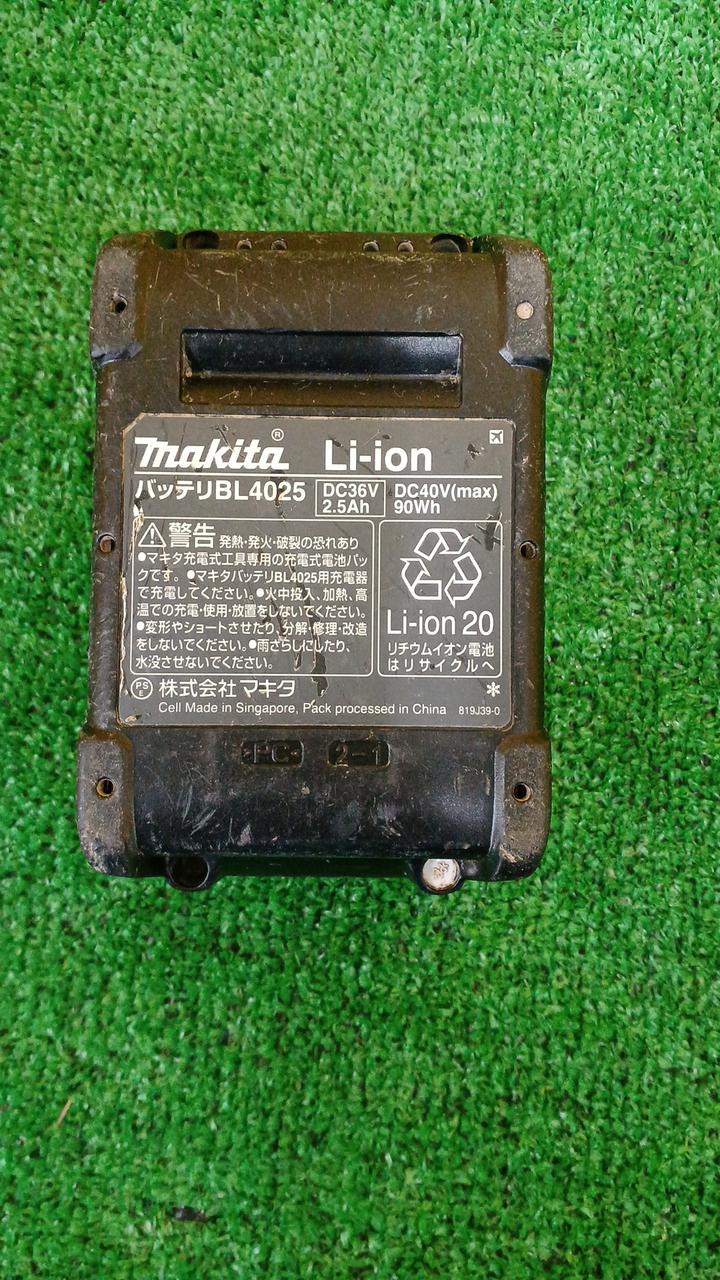 makita® Li-ion
バッテリBL4025 DC36V 2.5Ah DC40V(max) 90Wh
警告 発熱・発火・破裂の恐れあり
●マキタ充電式工具専用の充電式電池パッ
クです。●マキタバッテリBL4025用充電器
で充電してください。●火中投入、加熱、高
温での充電・使用・放置をしないでください。
●変形やショートさせたり、分解・修理・改造
をしないでください。●雨ざらしにしたり、
水没させないでください。
Li-ion 20
リチウムイオン電池
はリサイクルへ
PSE 株式会社マキタ *
Cell Made in Singapore, Pack processed in China 819J39-0
2-1